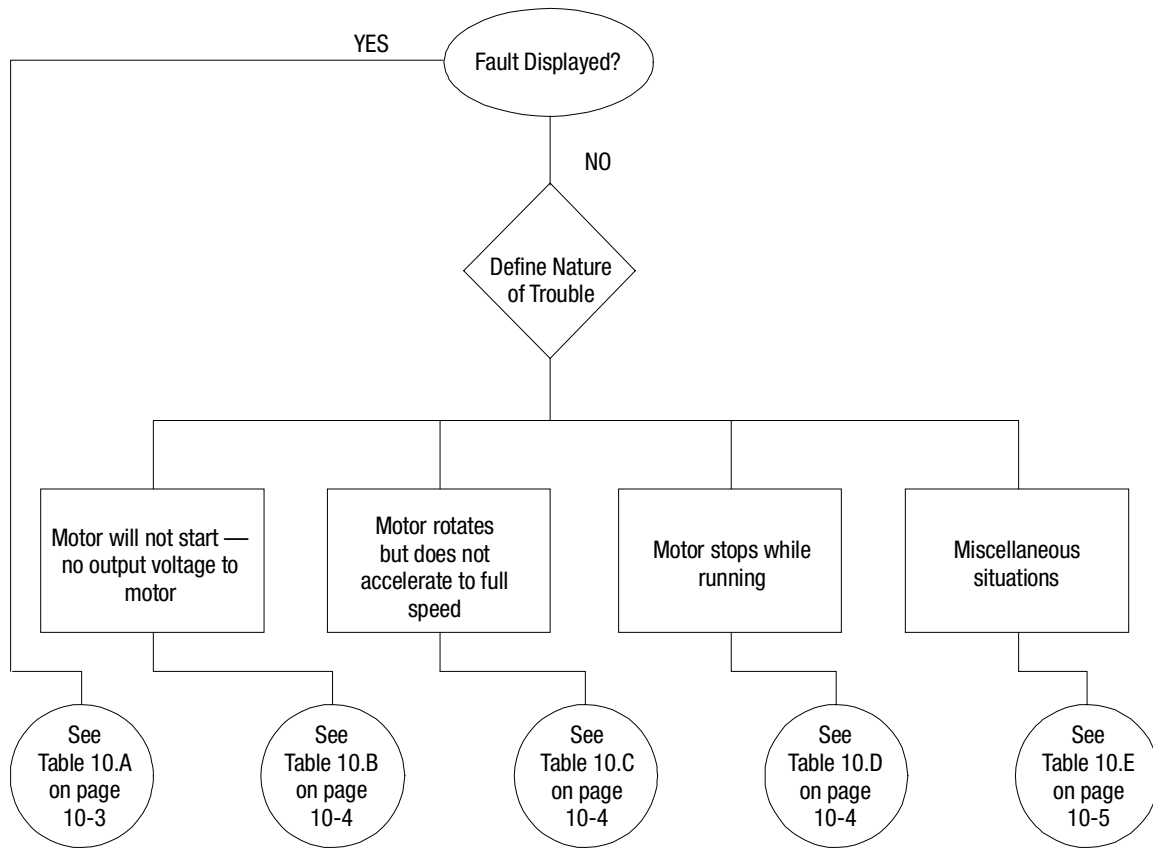 YES
Fault Displayed?
NO
Define Nature
of Trouble
Motor will not start —
no output voltage to
motor
Motor rotates
but does not
accelerate to full
speed
Motor stops while
running
Miscellaneous
situations
See
Table 10.A
on page
10-3
See
Table 10.B
on page
10-4
See
Table 10.C
on page
10-4
See
Table 10.D
on page
10-4
See
Table 10.E
on page
10-5